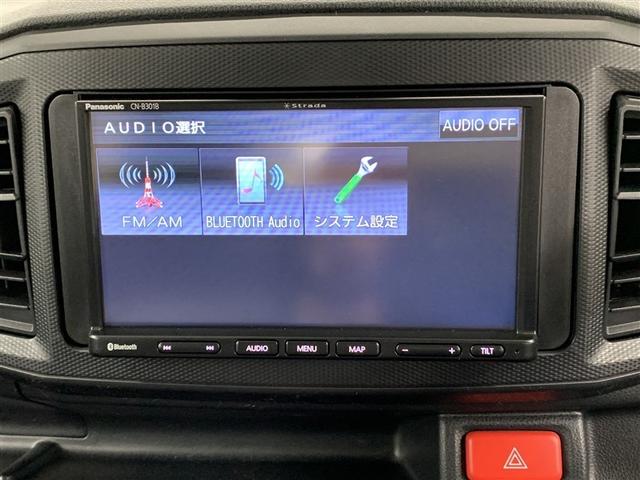 Panasonic CN-B301B Strada
AUDIO選択 AUDIO OFF
FM/AM BLUETOOTH Audio システム設定
Bluetooth AUDIO MENU MAP − + TILT